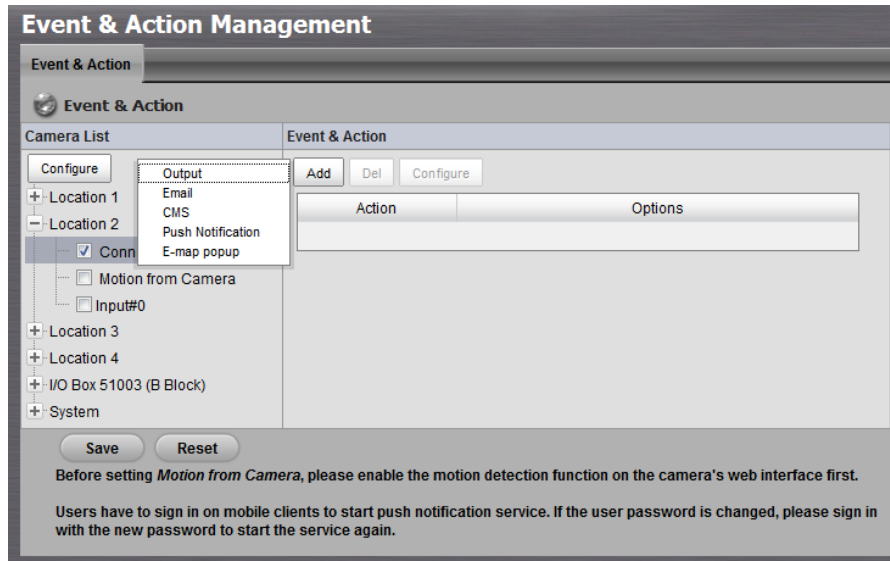 Event & Action Management
Event & Action
Event & Action
Camera List
Event & Action
Configure
Output
Email
CMS
Push Notification
E-map popup
Add
Del
Configure
Action
Options
Location 1
Location 2
Conn
Motion from Camera
Input#0
Location 3
Location 4
I/O Box 51003 (B Block)
System
Save
Reset
Before setting Motion from Camera, please enable the motion detection function on the camera's web interface first.
Users have to sign in on mobile clients to start push notification service. If the user password is changed, please sign in
with the new password to start the service again.